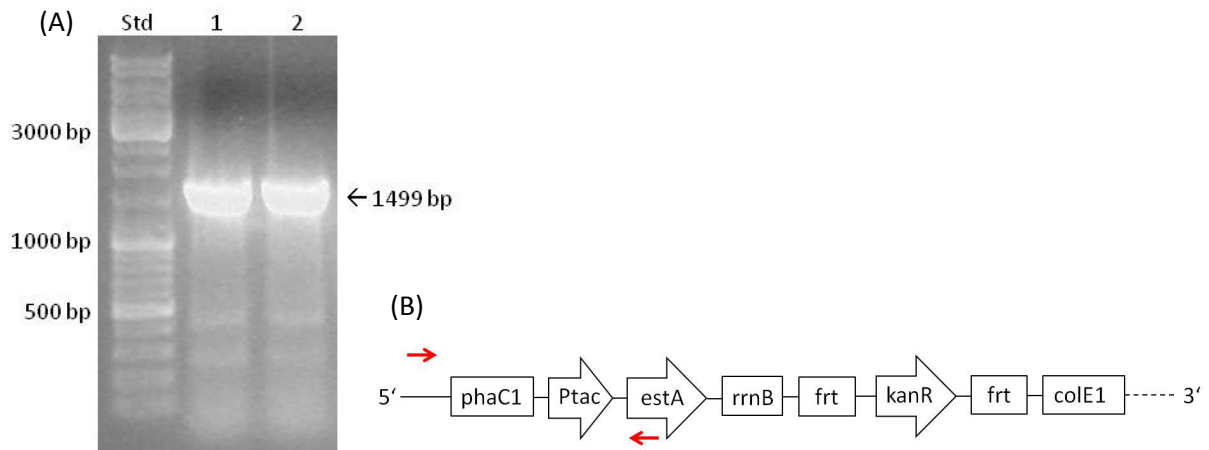 (A)
Std 1 2
3000 bp
←1499 bp
1000 bp
500 bp
(B)
5‘ phaC1 Ptac estA rrnB frt kanR frt colE1 3‘